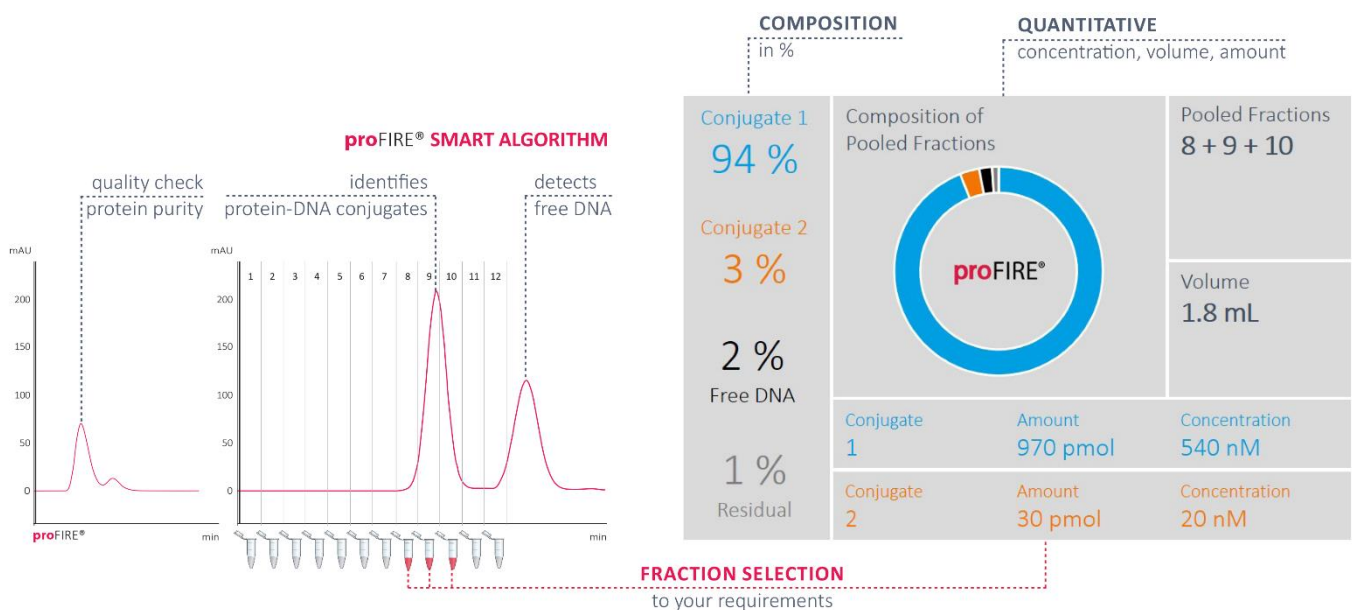 proFIRE® SMART ALGORITHM
quality check
protein purity
identifies
protein-DNA conjugates
detects
free DNA
mAU
200
150
100
50
0
proFIRE®
min
mAU
1 2 3 4 5 6 7 8 9 10 11 12
200
150
100
50
0
min
COMPOSITION
in %
QUANTITATIVE
concentration, volume, amount
Conjugate 1
94 %
Conjugate 2
3 %
2 %
Free DNA
1 %
Residual
Composition of
Pooled Fractions
proFIRE®
Pooled Fractions
8 + 9 + 10
Volume
1.8 mL
Conjugate Amount Concentration
1 970 pmol 540 nM
Conjugate Amount Concentration
2 30 pmol 20 nM
FRACTION SELECTION
to your requirements